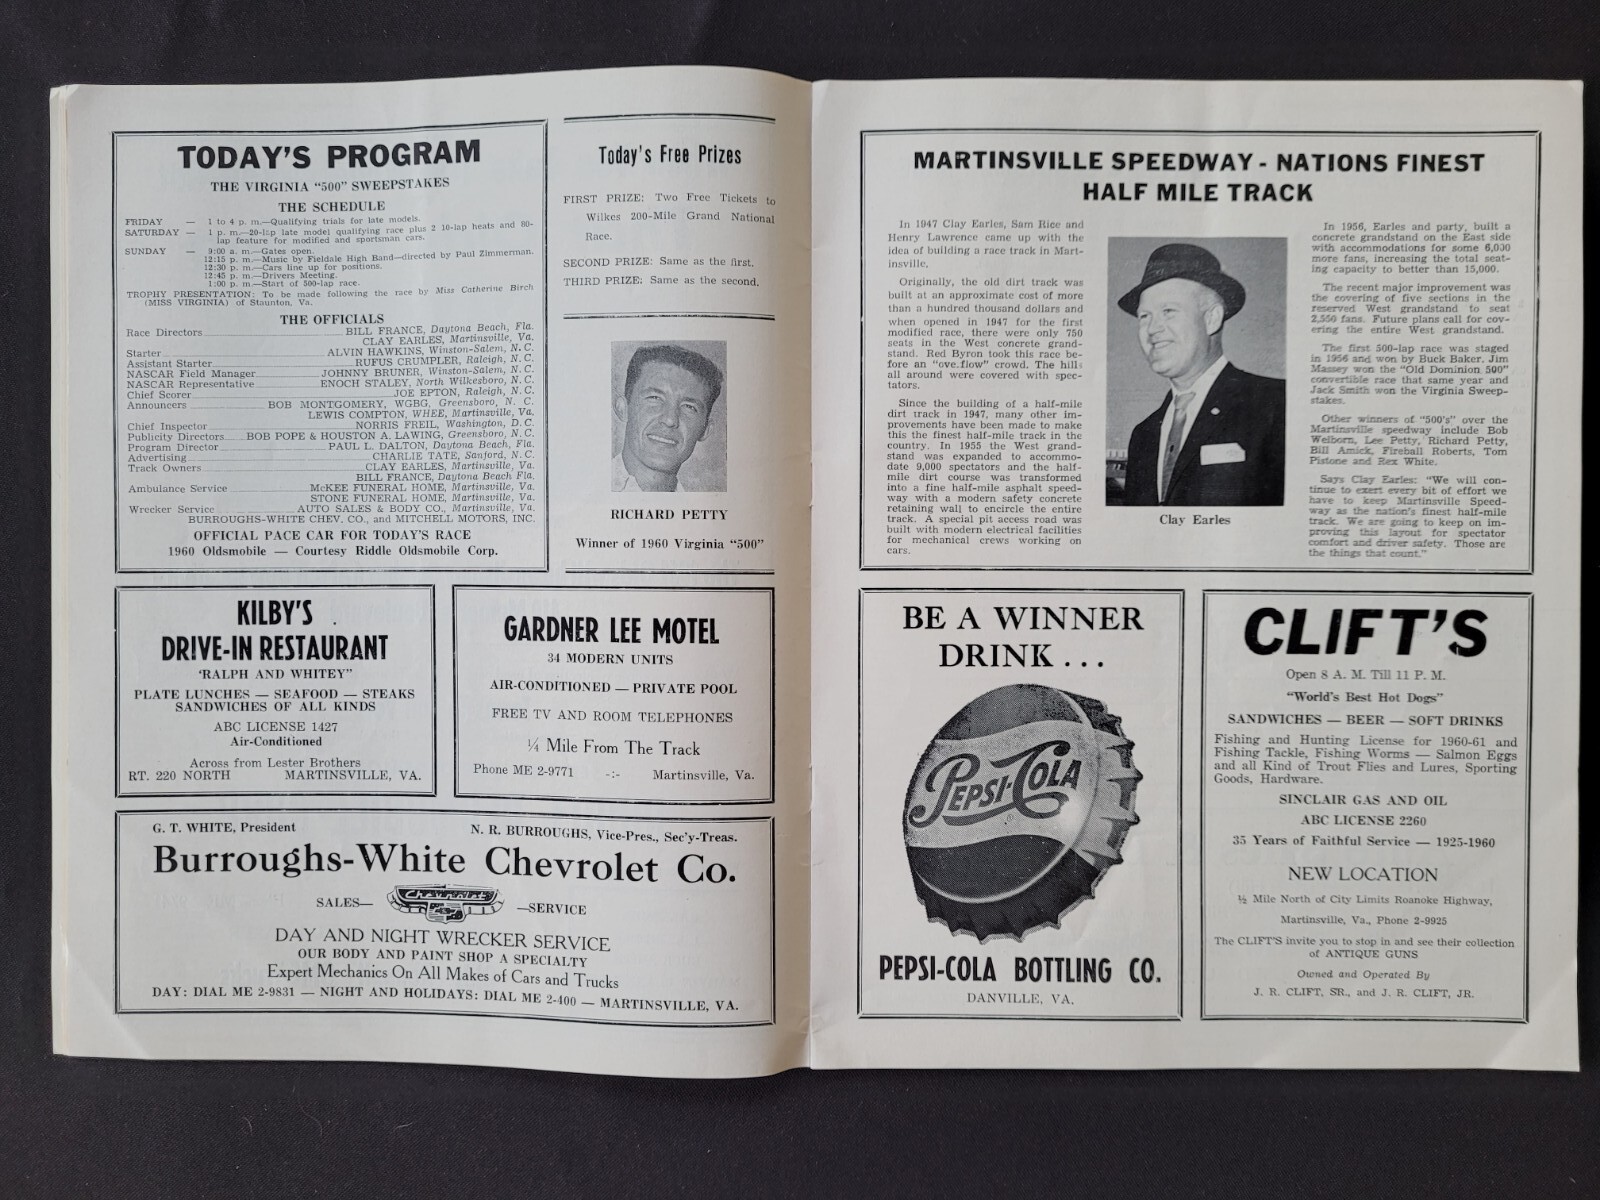 TODAY'S PROGRAM
THE VIRGINIA "500" SWEEPSTAKES
THE SCHEDULE
FRIDAY — 1 to 4 p. m.—Qualifying trials for late models.
SATURDAY — 1 p. m.—20-lap late model qualifying race plus 2 10-lap heats and 80-
lap feature for modified and sportsman cars.
SUNDAY — 9:00 a. m.—Gates open.
12:15 p. m.—Music by Fieldale High Band—directed by Paul Zimmerman.
12:30 p. m.—Cars line up for positions.
12:45 p. m.—Drivers Meeting.
1:00 p. m.—Start of 500-lap race.
TROPHY PRESENTATION: To be made following the race by Miss Catherine Birch
(MISS VIRGINIA) of Staunton, Va.
THE OFFICIALS
Race Directors BILL FRANCE, Daytona Beach, Fla.
CLAY EARLES, Martinsville, Va.
Starter ALVIN HAWKINS, Winston-Salem, N. C.
Assistant Starter RUFUS CRUMPLER, Raleigh, N. C.
NASCAR Field Manager JOHNNY BRUNER, Winston-Salem, N. C.
NASCAR Representative ENOCH STALEY, North Wilkesboro, N. C.
Chief Scorer JOE EPTON, Raleigh, N. C.
Announcers BOB MONTGOMERY, WGBG, Greensboro, N. C.
LEWIS COMPTON, WHEE, Martinsville, Va.
Chief Inspector NORRIS FREIL, Washington, D. C.
Publicity Directors BOB POPE & HOUSTON A. LAWING, Greensboro, N. C.
Program Director PAUL L. DALTON, Daytona Beach, Fla.
Advertising CHARLIE TATE, Sanford, N. C.
Track Owners CLAY EARLES, Martinsville, Va.
BILL FRANCE, Daytona Beach Fla.
Ambulance Service McKEE FUNERAL HOME, Martinsville, Va.
STONE FUNERAL HOME, Martinsville, Va.
Wrecker Service AUTO SALES & BODY CO., Martinsville, Va.
BURROUGHS-WHITE CHEV. CO., and MITCHELL MOTORS, INC.
OFFICIAL PACE CAR FOR TODAY'S RACE
1960 Oldsmobile — Courtesy Riddle Oldsmobile Corp.
Today's Free Prizes
FIRST PRIZE: Two Free Tickets to
Wilkes 200-Mile Grand National
Race.
SECOND PRIZE: Same as the first.
THIRD PRIZE: Same as the second.
RICHARD PETTY
Winner of 1960 Virginia "500"
KILBY'S
DRIVE-IN RESTAURANT
'RALPH AND WHITEY"
PLATE LUNCHES — SEAFOOD — STEAKS
SANDWICHES OF ALL KINDS
ABC LICENSE 1427
Air-Conditioned
Across from Lester Brothers
RT. 220 NORTH MARTINSVILLE, VA.
GARDNER LEE MOTEL
34 MODERN UNITS
AIR-CONDITIONED — PRIVATE POOL
FREE TV AND ROOM TELEPHONES
¼ Mile From The Track
Phone ME 2-9771 -:- Martinsville, Va.
G. T. WHITE, President N. R. BURROUGHS, Vice-Pres., Sec'y-Treas.
Burroughs-White Chevrolet Co.
SALES— CHEVROLET —SERVICE
DAY AND NIGHT WRECKER SERVICE
OUR BODY AND PAINT SHOP A SPECIALTY
Expert Mechanics On All Makes of Cars and Trucks
DAY: DIAL ME 2-9831 — NIGHT AND HOLIDAYS: DIAL ME 2-400 — MARTINSVILLE, VA.
MARTINSVILLE SPEEDWAY - NATIONS FINEST
HALF MILE TRACK
In 1947 Clay Earles, Sam Rice and
Henry Lawrence came up with the
idea of building a race track in Mart-
insville.
Originally, the old dirt track was
built at an approximate cost of more
than a hundred thousand dollars and
when opened in 1947 for the first
modified race, there were only 750
seats in the West concrete grand-
stand. Red Byron took this race be-
fore an "ove.flow" crowd. The hills
all around were covered with spec-
tators.
Since the building of a half-mile
dirt track in 1947, many other im-
provements have been made to make
this the finest half-mile track in the
country. In 1955 the West grand-
stand was expanded to accommo-
date 9,000 spectators and the half-
mile dirt course was transformed
into a fine half-mile asphalt speed-
way with a modern safety concrete
retaining wall to encircle the entire
track. A special pit access road was
built with modern electrical facilities
for mechanical crews working on
cars.
Clay Earles
In 1956, Earles and party, built a
concrete grandstand on the East side
with accommodations for some 6,000
more fans, increasing the total seat-
ing capacity to better than 15,000.
The recent major improvement was
the covering of five sections in the
reserved West grandstand to seat
2,550 fans. Future plans call for cov-
ering the entire West grandstand.
The first 500-lap race was staged
in 1956 and won by Buck Baker. Jim
Massey won the "Old Dominion 500"
convertible race that same year and
Jack Smith won the Virginia Sweep-
stakes.
Other winners of "500's" over the
Martinsville speedway include Bob
Welborn, Lee Petty, Richard Petty,
Bill Amick, Fireball Roberts, Tom
Pistone and Rex White.
Says Clay Earles: "We will con-
tinue to exert every bit of effort we
have to keep Martinsville Speed-
way as the nation's finest half-mile
track. We are going to keep on im-
proving this layout for spectator
comfort and driver safety. Those are
the things that count."
BE A WINNER
DRINK . . .
PEPSI-COLA
PEPSI-COLA BOTTLING CO.
DANVILLE, VA.
CLIFT'S
Open 8 A. M. Till 11 P. M.
"World's Best Hot Dogs"
SANDWICHES — BEER — SOFT DRINKS
Fishing and Hunting License for 1960-61 and
Fishing Tackle, Fishing Worms — Salmon Eggs
and all Kind of Trout Flies and Lures, Sporting
Goods, Hardware.
SINCLAIR GAS AND OIL
ABC LICENSE 2260
35 Years of Faithful Service — 1925-1960
NEW LOCATION
½ Mile North of City Limits Roanoke Highway,
Martinsville, Va., Phone 2-9925
The CLIFT'S invite you to stop in and see their collection
of ANTIQUE GUNS
Owned and Operated By
J. R. CLIFT, SR., and J. R. CLIFT, JR.